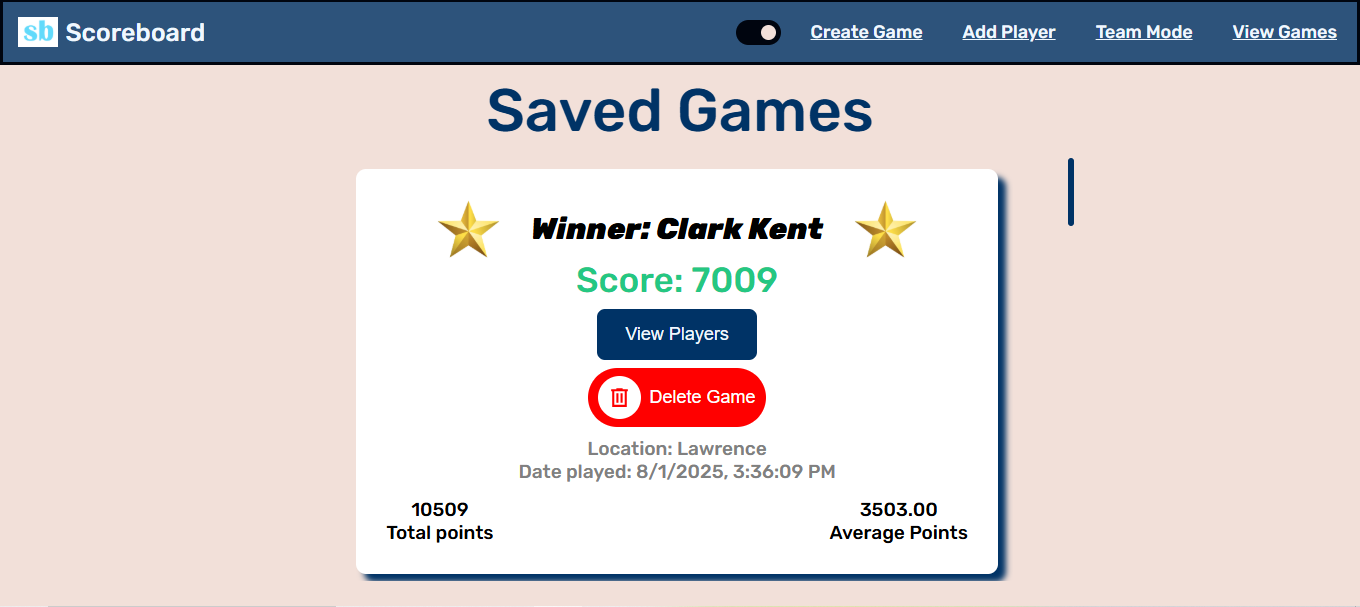 sb Scoreboard
Create Game Add Player Team Mode View Games
Saved Games
Winner: Clark Kent
Score: 7009
View Players
Delete Game
Location: Lawrence
Date played: 8/1/2025, 3:36:09 PM
10509
Total points
3503.00
Average Points